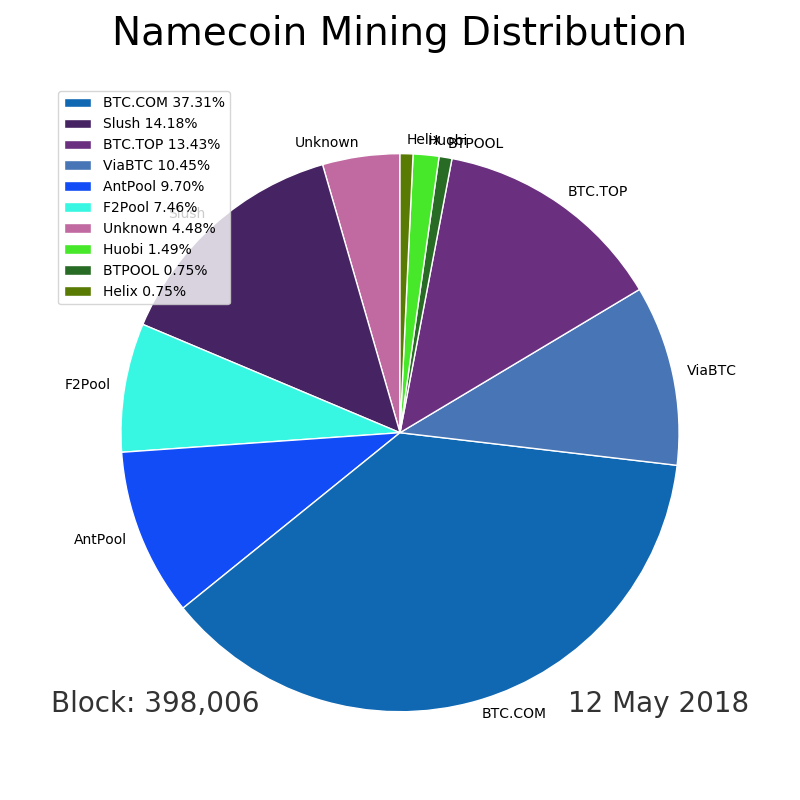 Namecoin Mining Distribution
BTC.COM 37.31%
Slush 14.18%
BTC.TOP 13.43%
ViaBTC 10.45%
AntPool 9.70%
F2Pool 7.46%
Unknown 4.48%
Huobi 1.49%
BTPOOL 0.75%
Helix 0.75%
Unknown
Helix
Huobi
BTPOOL
BTC.TOP
Slush
ViaBTC
F2Pool
AntPool
BTC.COM
Block: 398,006
12 May 2018